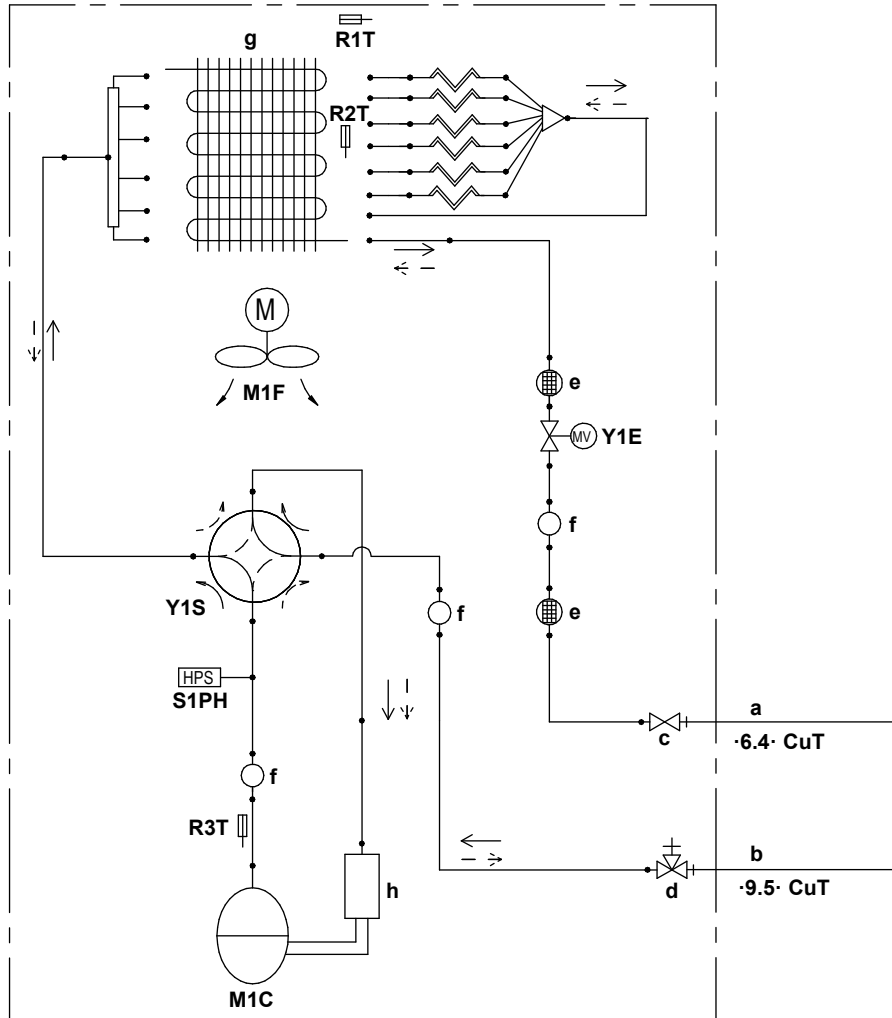 R1T
g
R2T
M
M1F
e
MV
Y1E
f
Y1S
e
f
HPS
S1PH
a
c
·6.4· CuT
f
R3T
b
h
d
·9.5· CuT
M1C